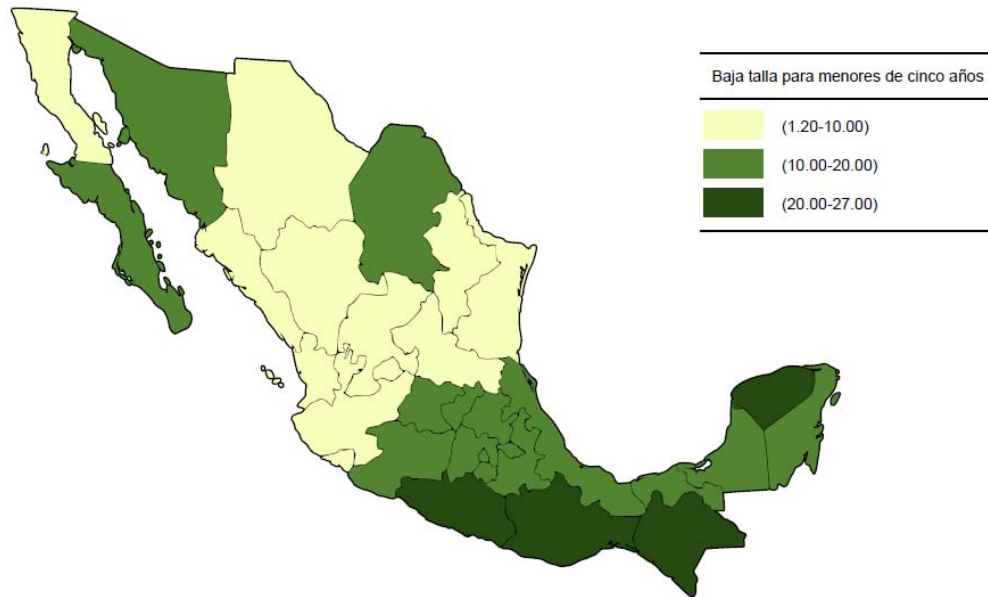 Baja talla para menores de cinco años
(1.20-10.00)
(10.00-20.00)
(20.00-27.00)